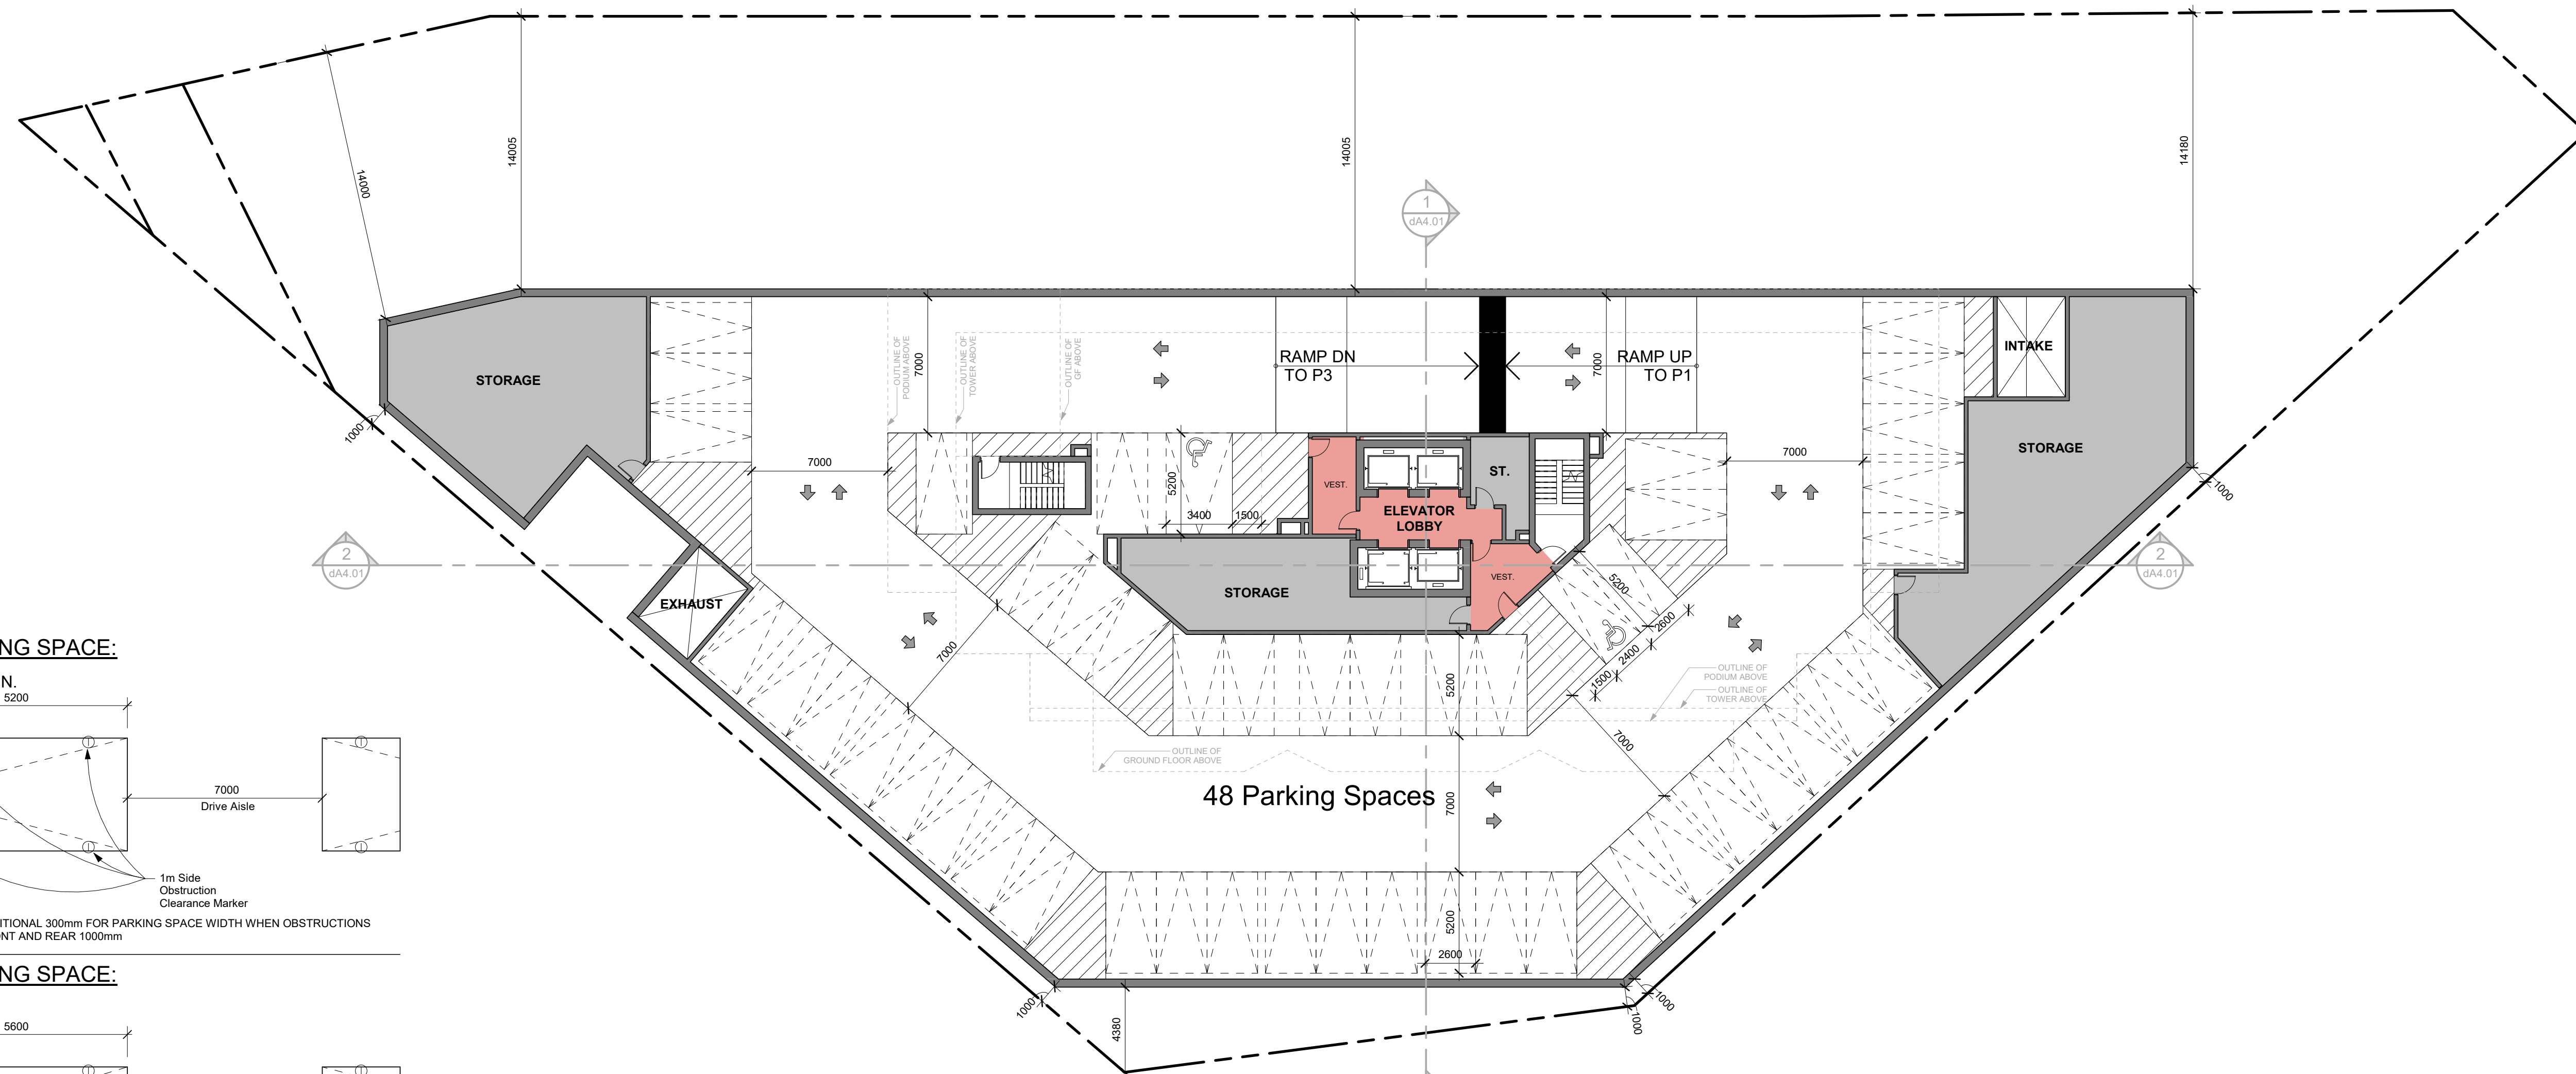 14005
14005
14180
14000
1
dA4.01
STORAGE
1000
OUTLINE OF
PODIUM ABOVE
OUTLINE OF
TOWER ABOVE
OUTLINE OF
GF ABOVE
7000
RAMP DN
TO P3
7000
RAMP UP
TO P1
INTAKE
STORAGE
1000
7000
7000
5200
3400
1500
VEST.
ST.
ELEVATOR
LOBBY
VEST.
STORAGE
EXHAUST
2
dA4.01
2
dA4.01
5200
2600
2400
1500
7000
7000
OUTLINE OF
PODIUM ABOVE
OUTLINE OF
TOWER ABOVE
OUTLINE OF
GROUND FLOOR ABOVE
5200
7000
48 Parking Spaces
5200
2600
1000
4380
1000
1000
NG SPACE:
N.
5200
7000
Drive Aisle
1m Side
Obstruction
Clearance Marker
ITIONAL 300mm FOR PARKING SPACE WIDTH WHEN OBSTRUCTIONS
ONT AND REAR 1000mm
NG SPACE:
5600